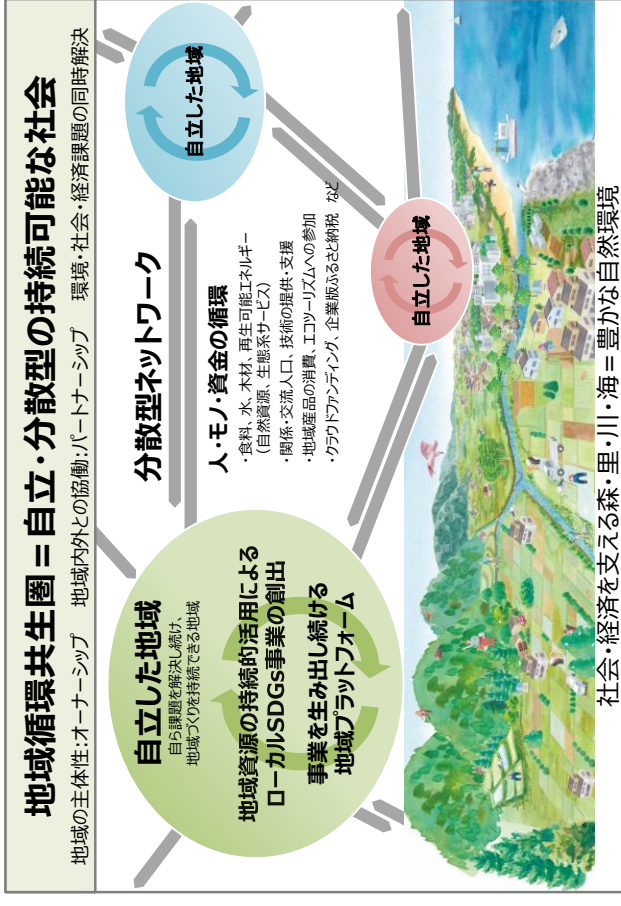 地域循環共生圏=自立・分散型の持続可能な社会
地域の主体性:オーナーシップ 地域内外との協働:パートナーシップ 環境・社会・経済課題の同時解決
自立した地域
自ら課題を解決し続け、
地域づくりを持続できる地域
地域資源の持続的活用による
ローカルSDGs事業の創出
事業を生み出し続ける
地域プラットフォーム
分散型ネットワーク
人・モノ・資金の循環
・食料、水、木材、再生可能エネルギー
(自然資源、生態系サービス)
・関係・交流人口、技術の提供・支援
・地域産品の消費、エコツーリズムへの参加
・クラウドファンディング、企業版ふるさと納税 など
自立した地域
自立した地域
社会・経済を支える森・里・川・海=豊かな自然環境